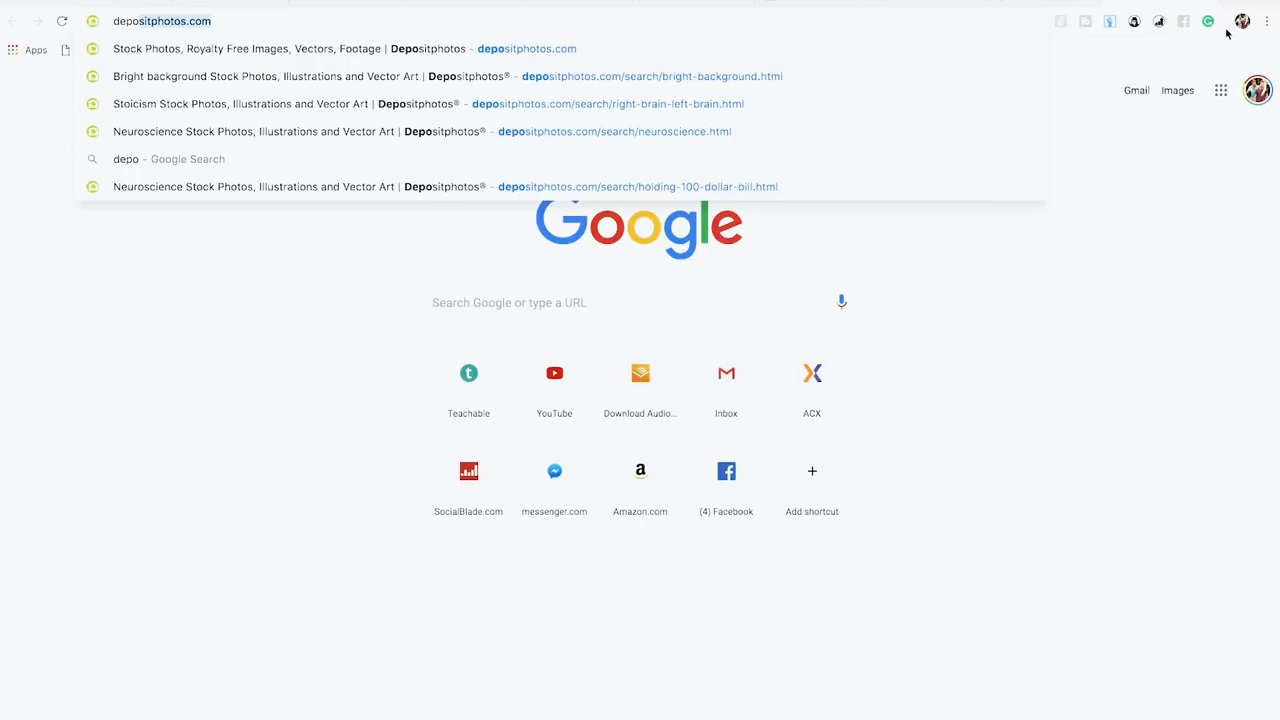 depositphotos.com
Stock Photos, Royalty Free Images, Vectors, Footage | Depositphotos - depositphotos.com
Apps
Bright background Stock Photos, Illustrations and Vector Art | Depositphotos® - depositphotos.com/search/bright-background.html
Stoicism Stock Photos, Illustrations and Vector Art | Depositphotos® - depositphotos.com/search/right-brain-left-brain.html
Gmail Images
Neuroscience Stock Photos, Illustrations and Vector Art | Depositphotos® - depositphotos.com/search/neuroscience.html
depo - Google Search
Neuroscience Stock Photos, Illustrations and Vector Art | Depositphotos® - depositphotos.com/search/holding-100-dollar-bill.html
Google
Search Google or type a URL
Teachable YouTube Download Audio... Inbox ACX
SocialBlade.com messenger.com Amazon.com (4) Facebook Add shortcut